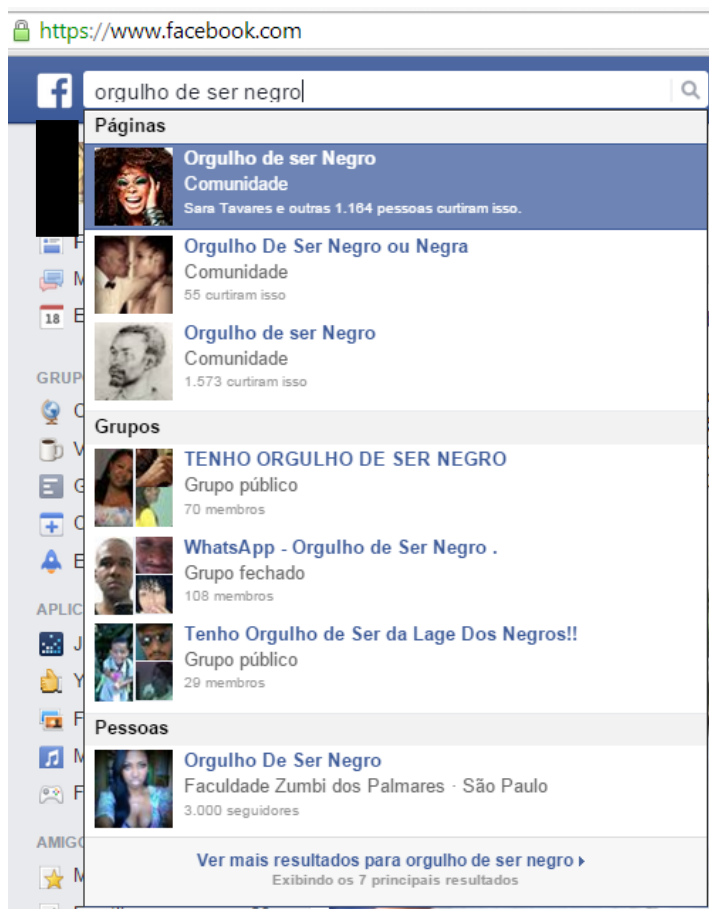 https://www.facebook.com
f
orgulho de ser negro
Páginas
Orgulho de ser Negro
Comunidade
Sara Tavares e outras 1.164 pessoas curtiram isso.
Orgulho De Ser Negro ou Negra
Comunidade
55 curtiram isso
Orgulho de ser Negro
Comunidade
1.573 curtiram isso
Grupos
TENHO ORGULHO DE SER NEGRO
Grupo público
70 membros
WhatsApp - Orgulho de Ser Negro .
Grupo fechado
108 membros
Tenho Orgulho de Ser da Lage Dos Negros!!
Grupo público
29 membros
Pessoas
Orgulho De Ser Negro
Faculdade Zumbi dos Palmares · São Paulo
3.000 seguidores
Ver mais resultados para orgulho de ser negro
Exibindo os 7 principais resultados
F
M
18 E
GRUP
C
V
G
C
E
APLIC
J
Y
F
M
F
AMIG
M